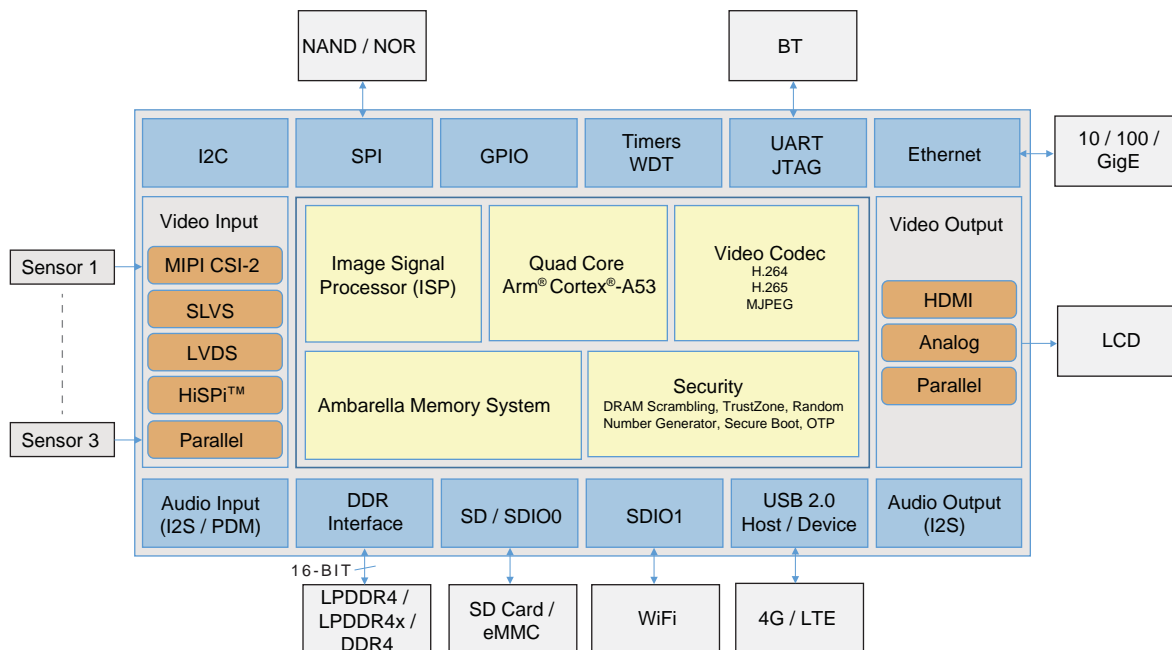 NAND / NOR
BT
I2C
SPI
GPIO
Timers
WDT
UART
JTAG
Ethernet
10 / 100 /
GigE
Video Input
MIPI CSI-2
SLVS
LVDS
HiSPi™
Parallel
Sensor 1
Sensor 3
Image Signal
Processor (ISP)
Quad Core
Arm® Cortex®-A53
Video Codec
H.264
H.265
MJPEG
Ambarella Memory System
Security
DRAM Scrambling, TrustZone, Random
Number Generator, Secure Boot, OTP
Video Output
HDMI
Analog
Parallel
LCD
Audio Input
(I2S / PDM)
DDR
Interface
SD / SDIO0
SDIO1
USB 2.0
Host / Device
Audio Output
(I2S)
16-BIT
LPDDR4 /
LPDDR4x /
DDR4
SD Card /
eMMC
WiFi
4G / LTE